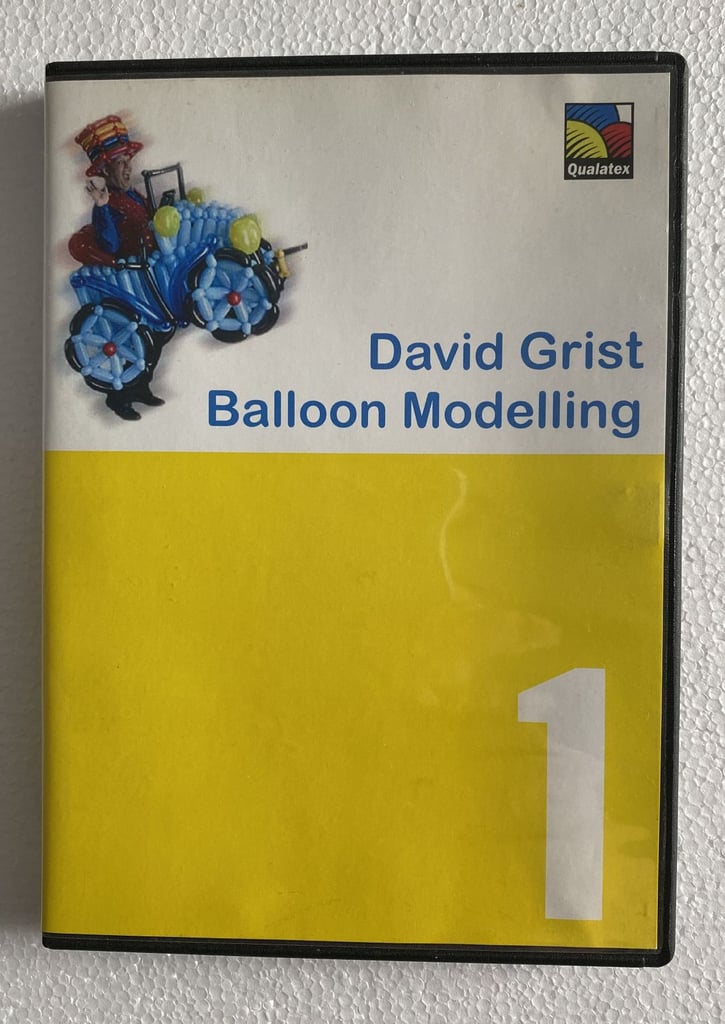 Qualatex
David Grist
Balloon Modelling
1